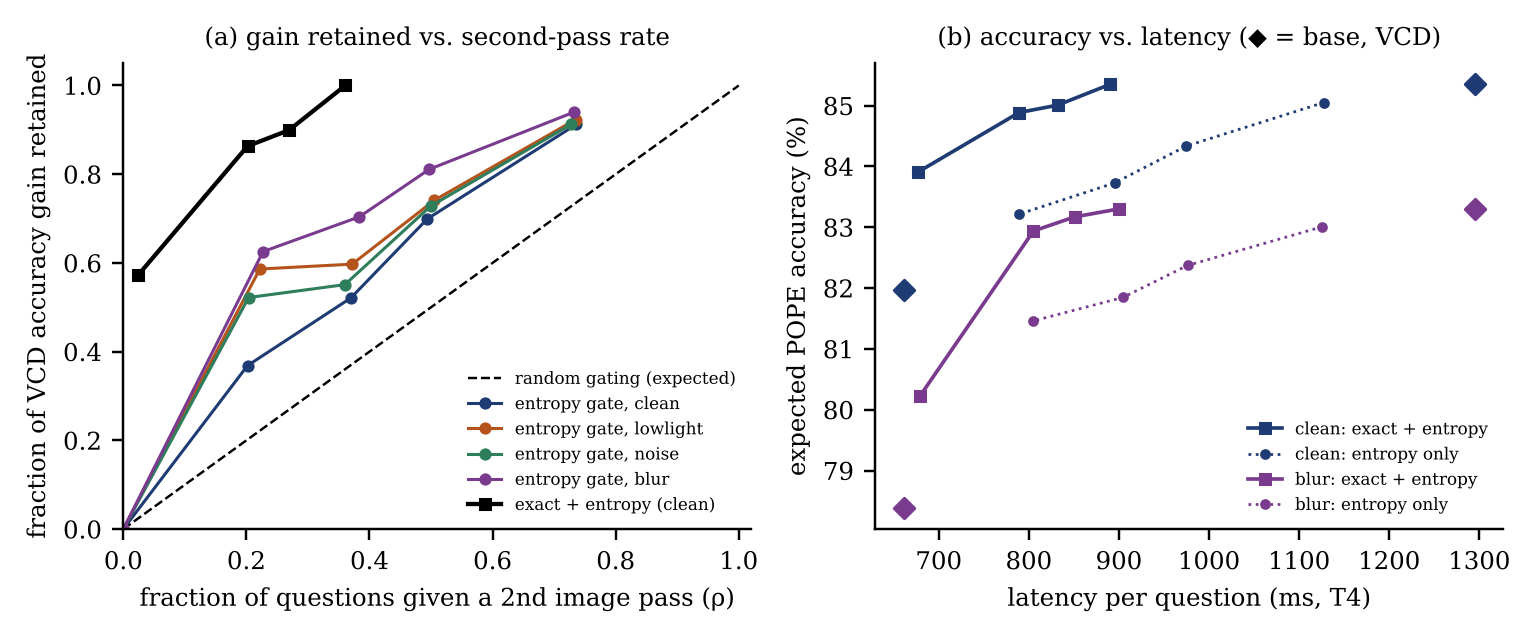 (a) gain retained vs. second-pass rate
fraction of VCD accuracy gain retained
1.0
0.8
0.6
0.4
0.2
0.0
0.0 0.2 0.4 0.6 0.8 1.0
fraction of questions given a 2nd image pass (ρ)
random gating (expected)
entropy gate, clean
entropy gate, lowlight
entropy gate, noise
entropy gate, blur
exact + entropy (clean)
(b) accuracy vs. latency (◆ = base, VCD)
expected POPE accuracy (%)
85
84
83
82
81
80
79
700 800 900 1000 1100 1200 1300
latency per question (ms, T4)
clean: exact + entropy
clean: entropy only
blur: exact + entropy
blur: entropy only